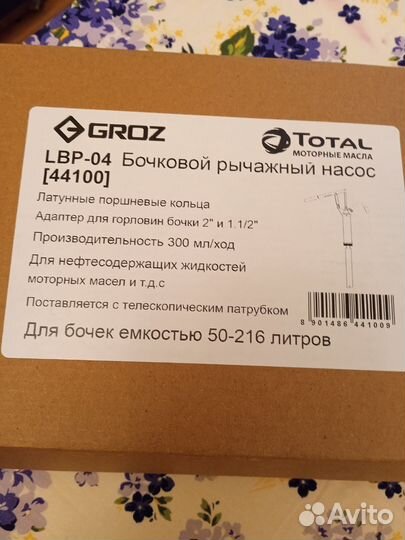 GROZ
TOTAL
МОТОРНЫЕ МАСЛА
LBP-04 Бочковой рычажный насос
[44100]
Латунные поршневые кольца
Адаптер для горловин бочки 2" и 1.1/2"
Производительность 300 мл/ход
Для нефтесодержащих жидкостей
моторных масел и т.д.с
Поставляется с телескопическим патрубком
8 901486 441009
Для бочек емкостью 50-216 литров
Avito